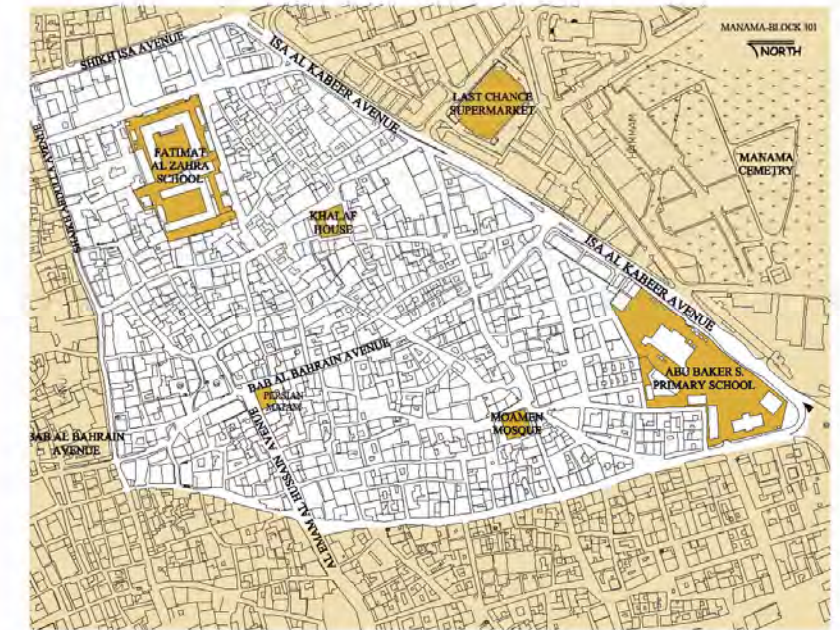 MANAMA-BLOCK 301
NORTH
SHIKH ISA AVENUE
ISA AL KABEER AVENUE
LAST CHANCE
SUPERMARKET
MANAMA
CEMETRY
FATIMAT
AL ZAHRA
SCHOOL
KHALAF
HOUSE
ISA AL KABEER AVENUE
ABU BAKER S.
PRIMARY SCHOOL
BAB AL BAHRAIN AVENUE
PERSIAN
MATAM
MOAMEN
MOSQUE
BAB AL BAHRAIN
AVENUE
AL EMAM AL HUSSAIN AVENUE